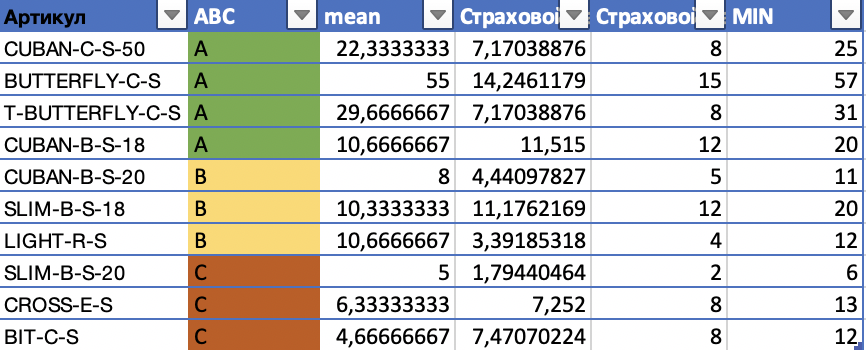 Артикул ABC mean Страховой Страховой MIN
CUBAN-C-S-50 A 22,3333333 7,17038876 8 25
BUTTERFLY-C-S A 55 14,2461179 15 57
T-BUTTERFLY-C-S A 29,6666667 7,17038876 8 31
CUBAN-B-S-18 A 10,6666667 11,515 12 20
CUBAN-B-S-20 B 8 4,44097827 5 11
SLIM-B-S-18 B 10,3333333 11,1762169 12 20
LIGHT-R-S B 10,6666667 3,39185318 4 12
SLIM-B-S-20 C 5 1,79440464 2 6
CROSS-E-S C 6,33333333 7,252 8 13
BIT-C-S C 4,66666667 7,47070224 8 12